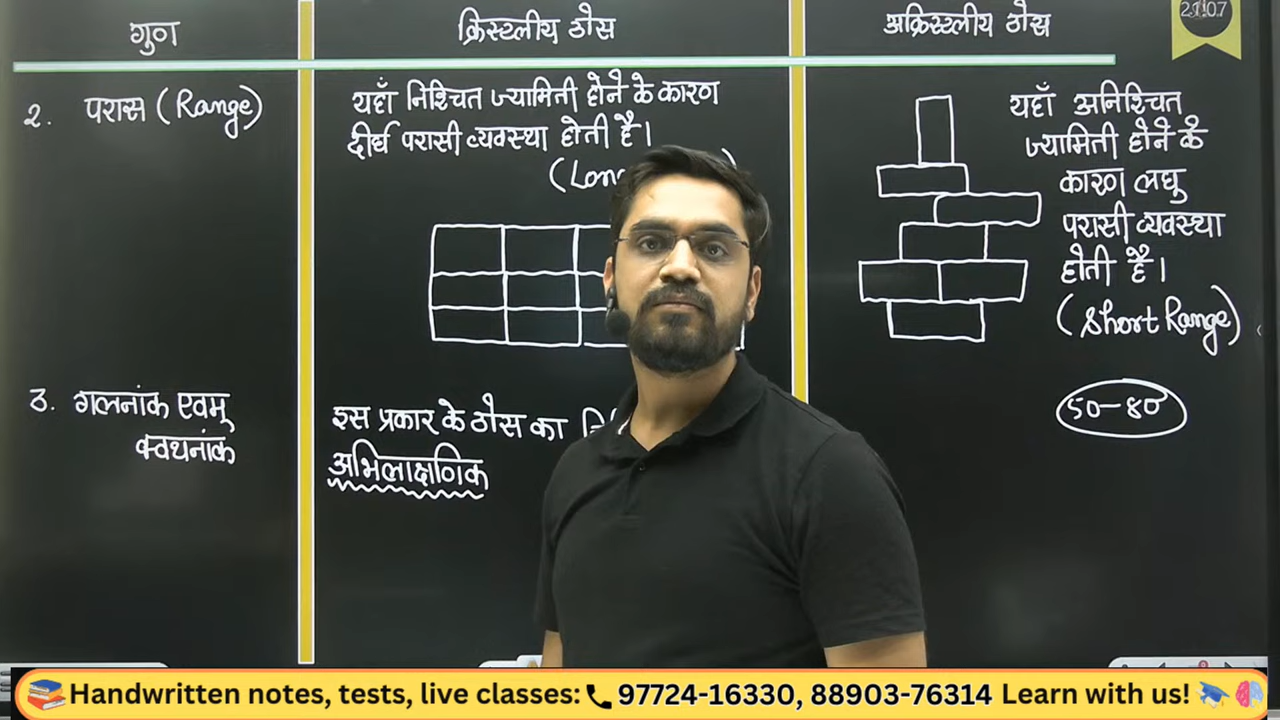 गुण
क्रिस्टलीय ठोस
अक्रिस्टलीय ठोस
21:07
2. परास (Range)
यहाँ निश्चित ज्यामिती होने के कारण
दीर्घ परासी व्यवस्था होती है।
यहाँ अनिश्चित
ज्यामिती होने के
कारण लघु
परासी व्यवस्था
होती है।
(Short Range)
3. गलनांक एवम्
क्वथनांक
इस प्रकार के ठोस का
अभिलाक्षणिक
50-80
Handwritten notes, tests, live classes: 97724-16330, 88903-76314 Learn with us!